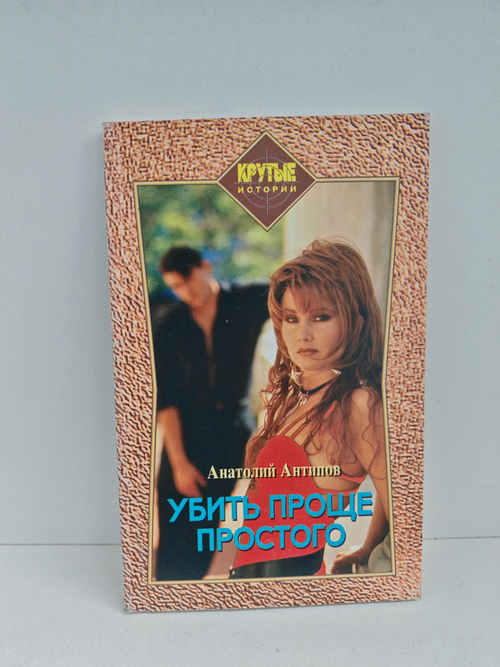 КРУТЫЕ
ИСТОРИИ
Анатолий Антипов
УБИТЬ ПРОЩЕ
ПРОСТОГО